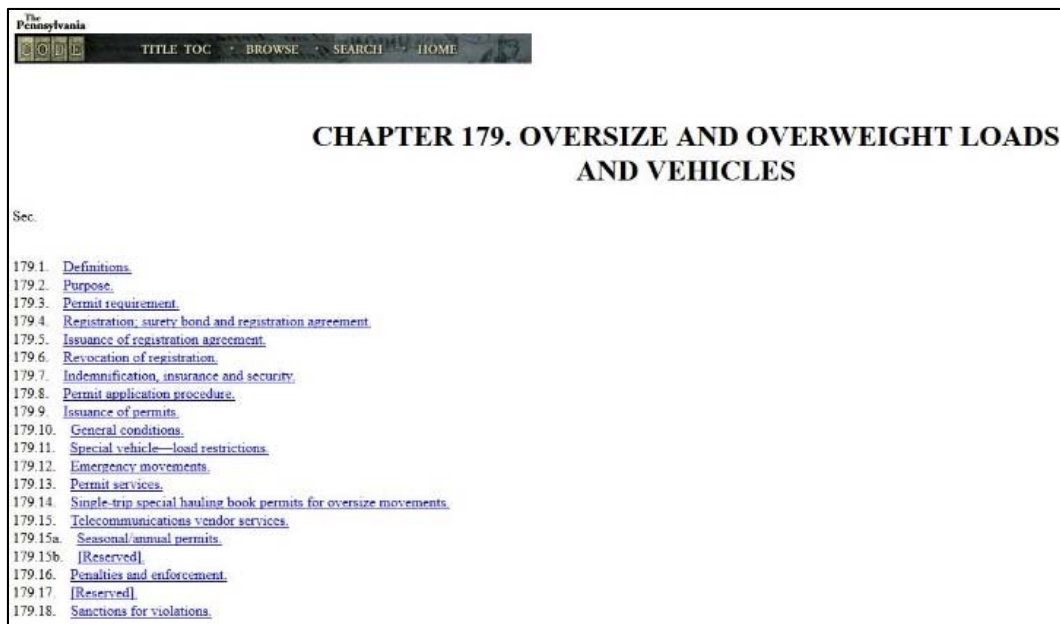 The
Pennsylvania
CODE TITLE TOC · BROWSE · SEARCH · HOME
CHAPTER 179. OVERSIZE AND OVERWEIGHT LOADS
AND VEHICLES
Sec.
179.1. Definitions.
179.2. Purpose.
179.3. Permit requirement.
179.4. Registration; surety bond and registration agreement.
179.5. Issuance of registration agreement.
179.6. Revocation of registration.
179.7. Indemnification, insurance and security.
179.8. Permit application procedure.
179.9. Issuance of permits.
179.10. General conditions.
179.11. Special vehicle—load restrictions.
179.12. Emergency movements.
179.13. Permit services.
179.14. Single-trip special hauling book permits for oversize movements.
179.15. Telecommunications vendor services.
179.15a. Seasonal/annual permits.
179.15b. [Reserved].
179.16. Penalties and enforcement.
179.17. [Reserved].
179.18. Sanctions for violations.